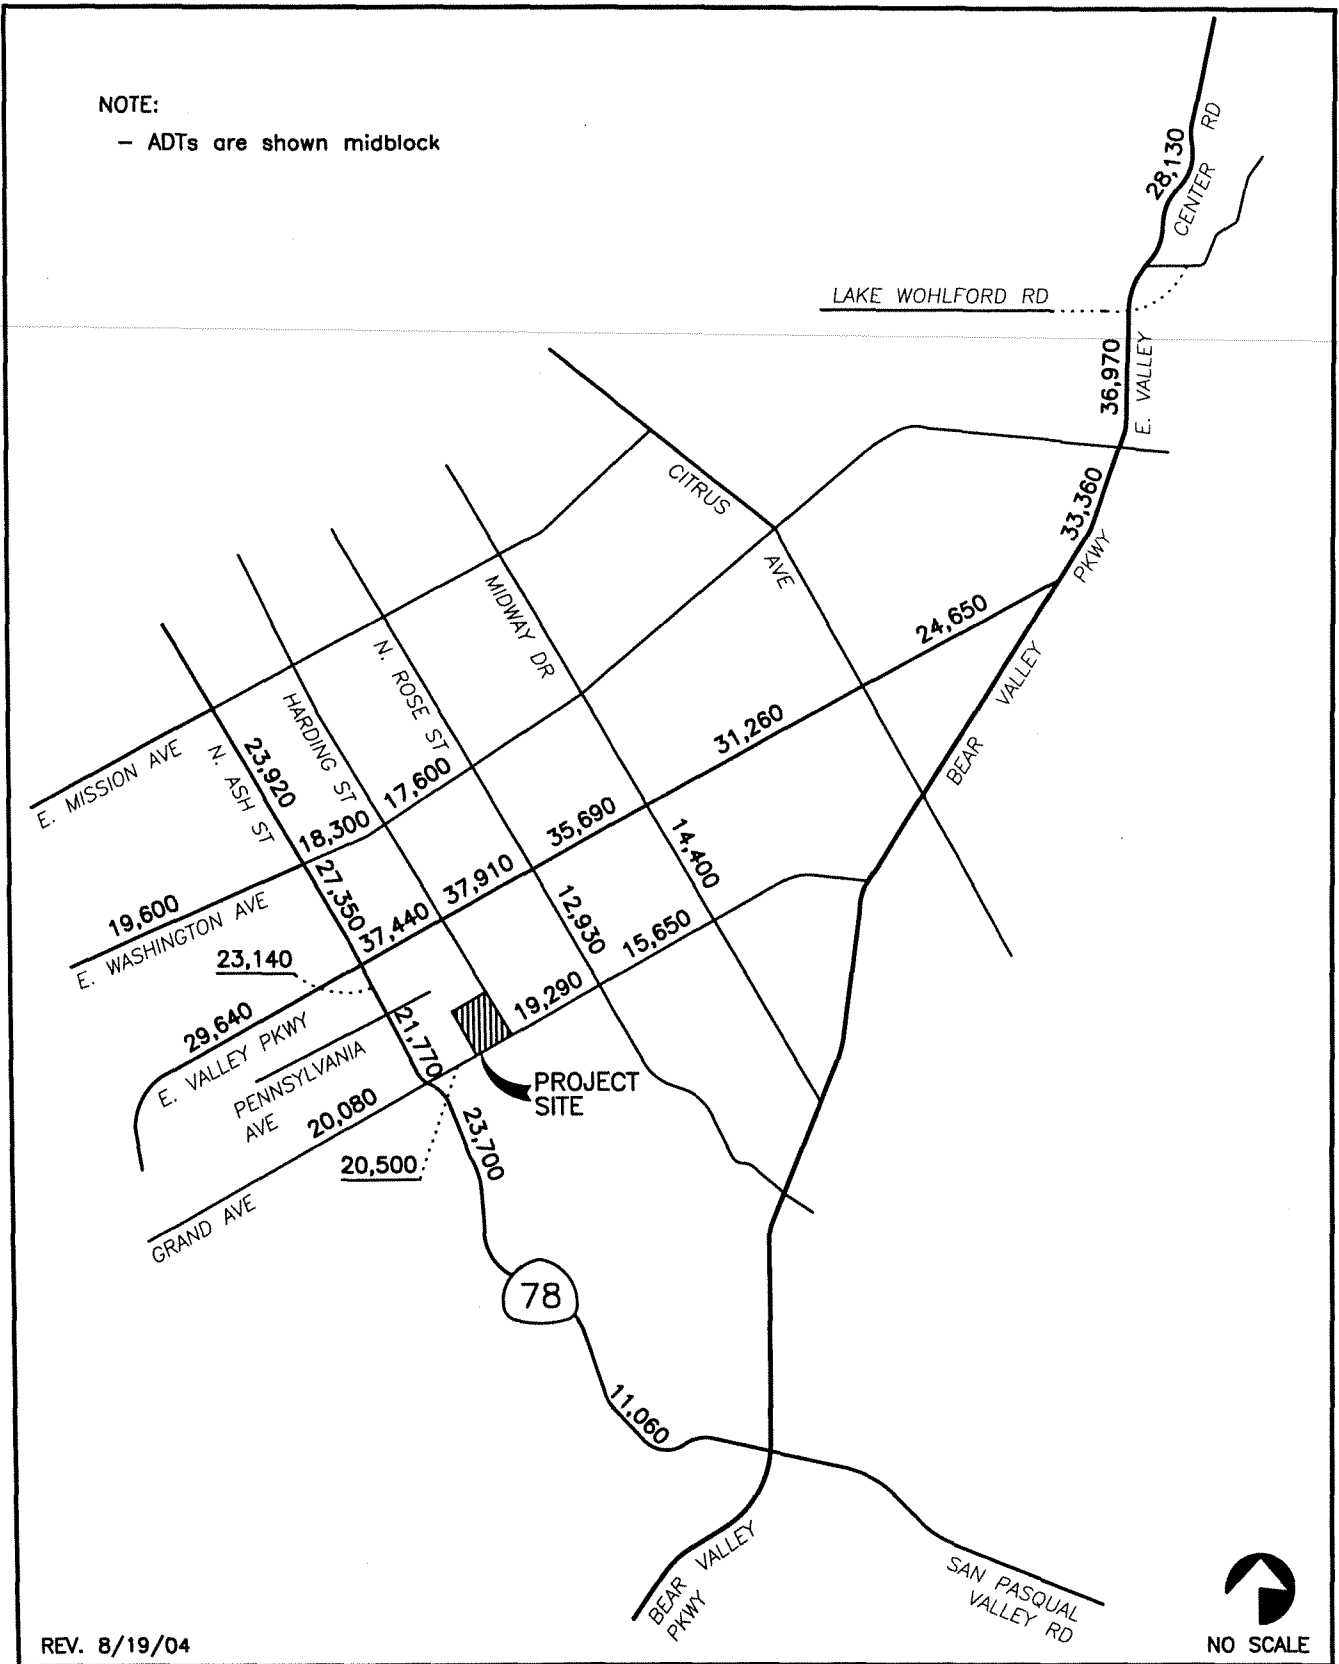 NOTE:
– ADTs are shown midblock
28,130
CENTER RD
LAKE WOHLFORD RD
36,970
E. VALLEY
33,360
PKWY
CITRUS
AVE
24,650
MIDWAY DR
N. ROSE ST
HARDING ST
31,260
BEAR VALLEY
E. MISSION AVE
N. ASH ST
23,920
17,600
18,300
35,690
14,400
37,910
27,350
37,440
12,930
15,650
19,600
E. WASHINGTON AVE
23,140
19,290
29,640
E. VALLEY PKWY
21,770
PENNSYLVANIA
AVE
PROJECT
SITE
20,080
23,700
20,500
GRAND AVE
78
11,060
BEAR VALLEY
PKWY
SAN PASQUAL
VALLEY RD
REV. 8/19/04
NO SCALE